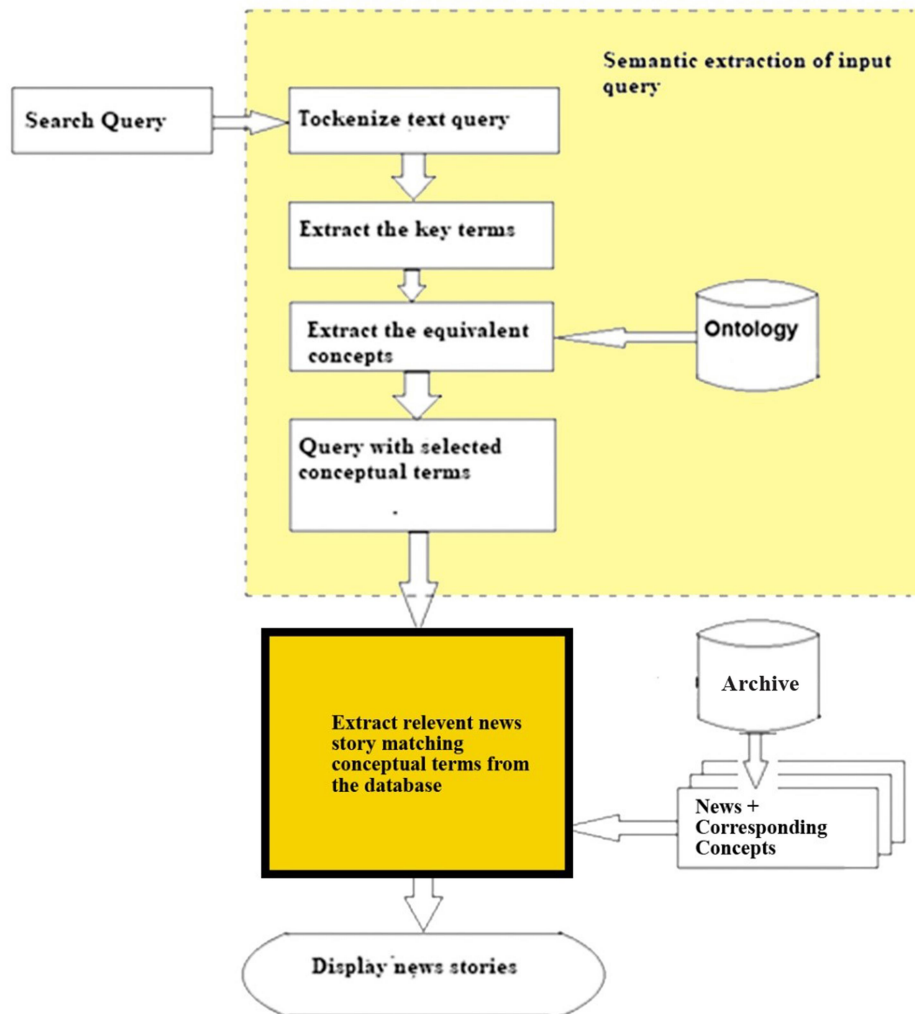 Semantic extraction of input
query
Search Query
Tockenize text query
Extract the key terms
Extract the equivalent
concepts
Ontology
Query with selected
conceptual terms
Extract relevent news
story matching
conceptual terms from
the database
Archive
News +
Corresponding
Concepts
Display news stories